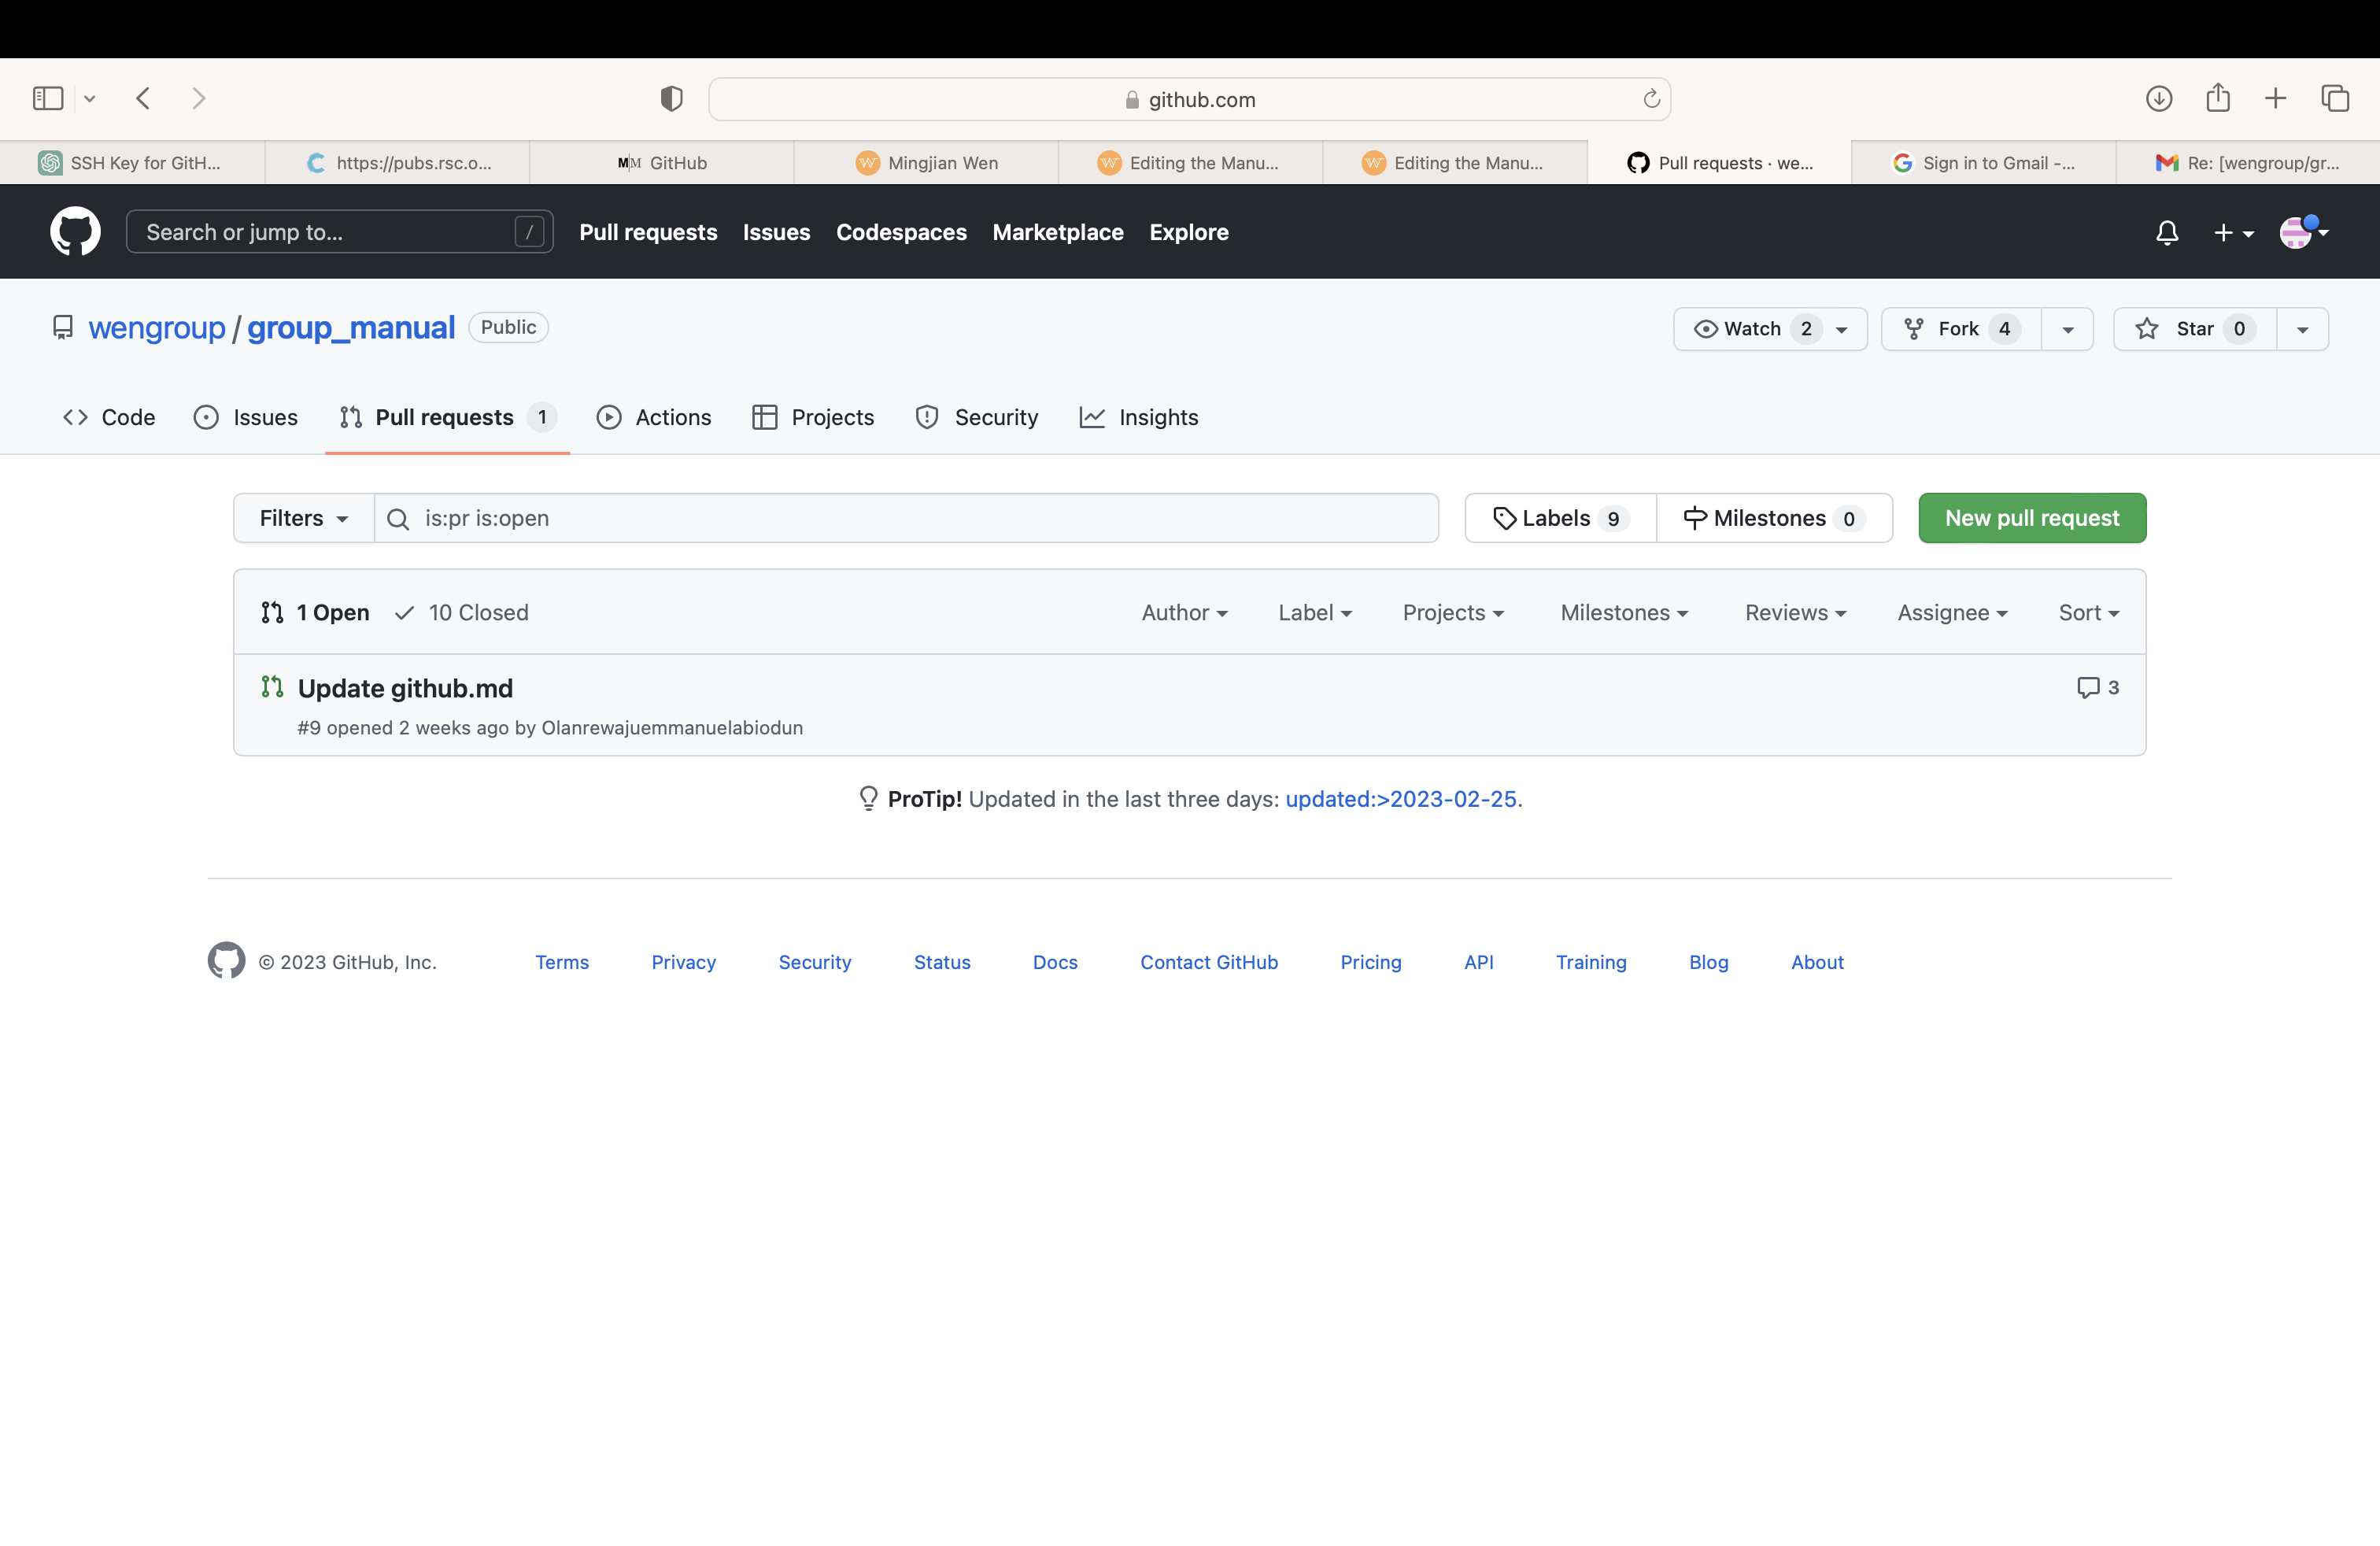 github.com
SSH Key for GitH...
https://pubs.rsc.o...
M|M GitHub
Mingjian Wen
Editing the Manu...
Editing the Manu...
Pull requests · we...
Sign in to Gmail -...
Re: [wengroup/gr...
Search or jump to... /
Pull requests Issues Codespaces Marketplace Explore
wengroup / group_manual Public
Watch 2 Fork 4 Star 0
Code Issues Pull requests 1 Actions Projects Security Insights
Filters is:pr is:open Labels 9 Milestones 0 New pull request
1 Open 10 Closed Author Label Projects Milestones Reviews Assignee Sort
Update github.md 3
#9 opened 2 weeks ago by Olanrewajuemmanuelabiodun
ProTip! Updated in the last three days: updated:>2023-02-25.
© 2023 GitHub, Inc. Terms Privacy Security Status Docs Contact GitHub Pricing API Training Blog About